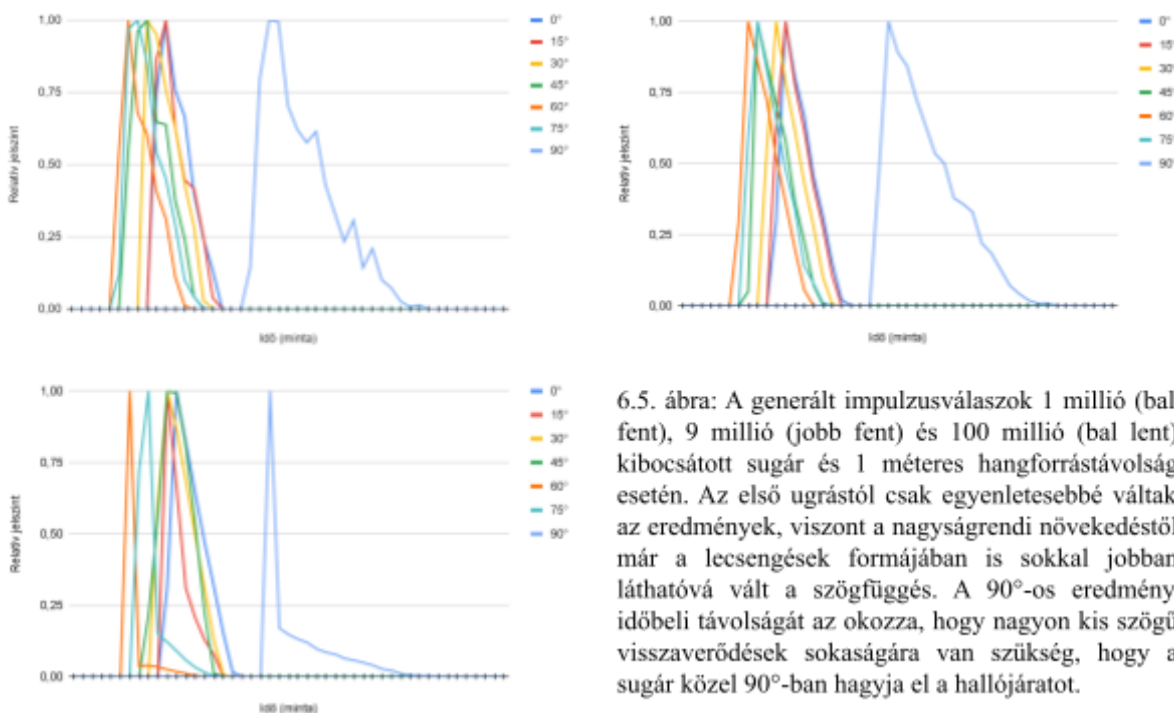 1,00
0,75
0,50
0,25
0,00
Relatív jelszint
Idő (minta)
0°
15°
30°
45°
60°
75°
90°
1,00
0,75
0,50
0,25
0,00
Relatív jelszint
Idő (minta)
0°
15°
30°
45°
60°
75°
90°
1,00
0,75
0,50
0,25
0,00
Relatív jelszint
Idő (minta)
0°
15°
30°
45°
60°
75°
90°
6.5. ábra: A generált impulzusválaszok 1 millió (bal
fent), 9 millió (jobb fent) és 100 millió (bal lent)
kibocsátott sugár és 1 méteres hangforrástávolság
esetén. Az első ugrástól csak egyenletesebbé váltak
az eredmények, viszont a nagyságrendi növekedéstől
már a lecsengések formájában is sokkal jobban
láthatóvá vált a szögfüggés. A 90°-os eredmény
időbeli távolságát az okozza, hogy nagyon kis szögű
visszaverődések sokaságára van szükség, hogy a
sugár közel 90°-ban hagyja el a hallójáratot.